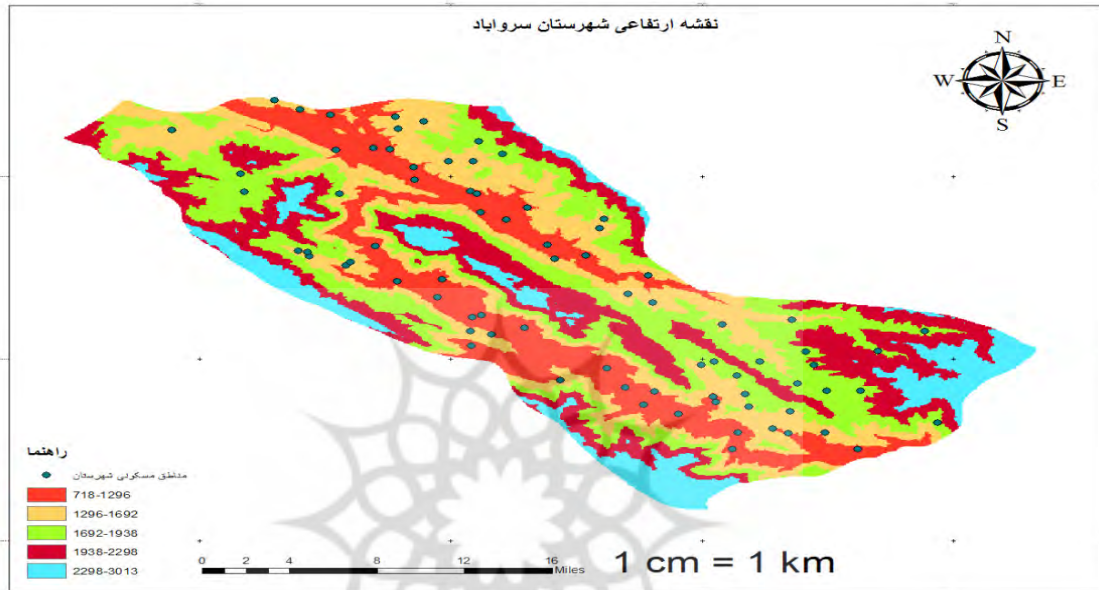 نقشه ارتفاعی شهرستان سرواباد
N
W E
S
راهنما
مناطق مسکونی شهرستان
718-1296
1296-1692
1692-1938
1938-2298
2298-3013
0 2 4 8 12 16
Miles
1 cm = 1 km